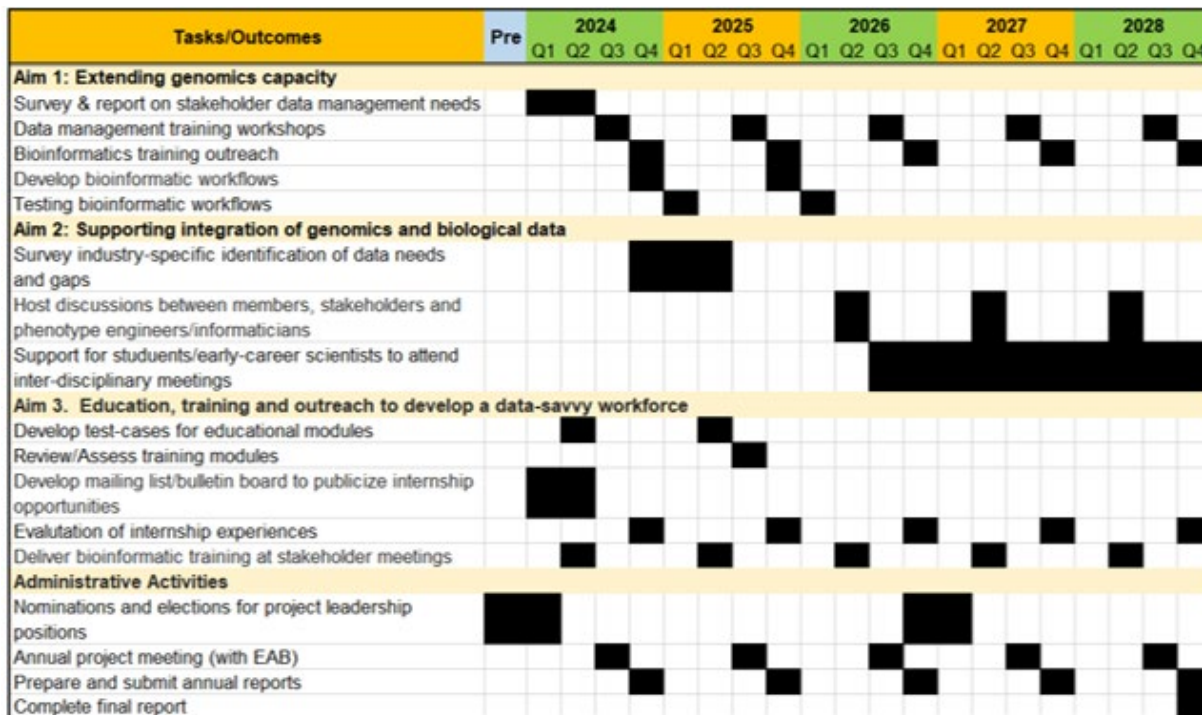 Tasks/Outcomes Pre 2024 2025 2026 2027 2028
Q1 Q2 Q3 Q4 Q1 Q2 Q3 Q4 Q1 Q2 Q3 Q4 Q1 Q2 Q3 Q4 Q1 Q2 Q3 Q4
Aim 1: Extending genomics capacity
Survey & report on stakeholder data management needs
Data management training workshops
Bioinformatics training outreach
Develop bioinformatic workflows
Testing bioinformatic workflows
Aim 2: Supporting integration of genomics and biological data
Survey industry-specific identification of data needs
and gaps
Host discussions between members, stakeholders and
phenotype engineers/informaticians
Support for studuents/early-career scientists to attend
inter-disciplinary meetings
Aim 3. Education, training and outreach to develop a data-savvy workforce
Develop test-cases for educational modules
Review/Assess training modules
Develop mailing list/bulletin board to publicize internship
opportunities
Evalutation of internship experiences
Deliver bioinformatic training at stakeholder meetings
Administrative Activities
Nominations and elections for project leadership
positions
Annual project meeting (with EAB)
Prepare and submit annual reports
Complete final report